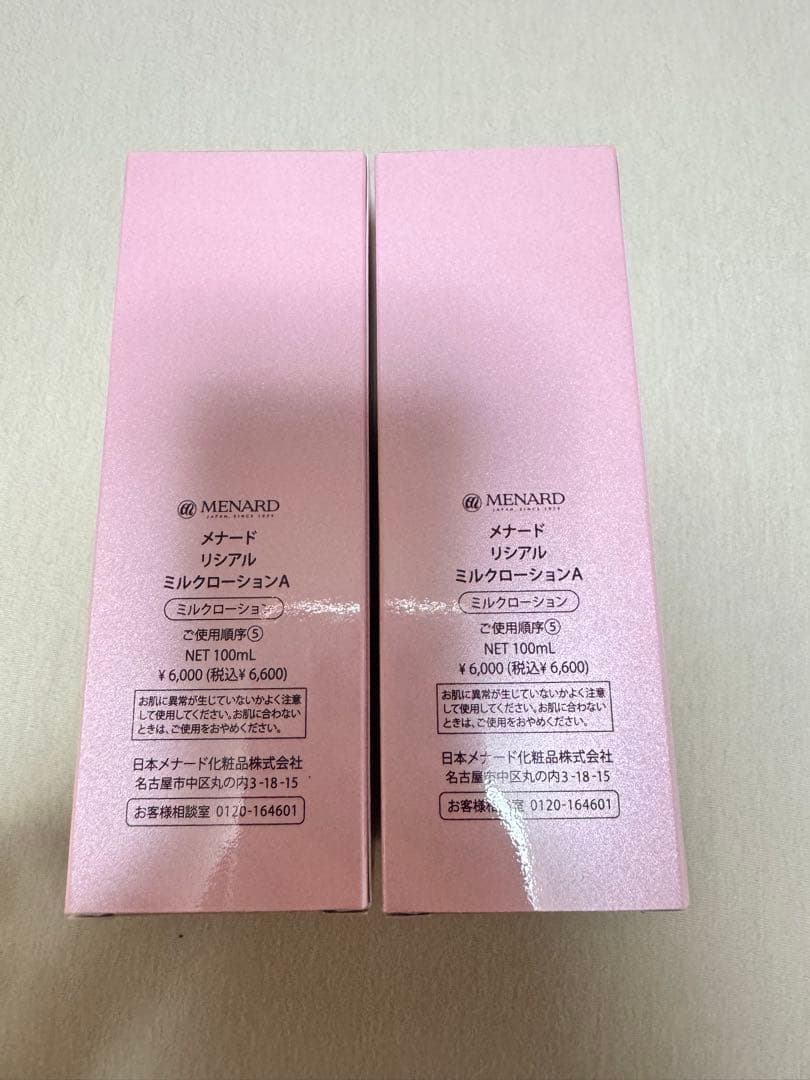 MENARD
JAPAN, SINCE 1959
メナード
リシアル
ミルクローションA
ミルクローション
ご使用順序⑤
NET 100mL
¥6,000 (税込¥6,600)
お肌に異常が生じていないかよく注意
して使用してください。お肌に合わない
ときは、ご使用をおやめください。
日本メナード化粧品株式会社
名古屋市中区丸の内3-18-15
お客様相談室 0120-164601
MENARD
JAPAN, SINCE 1959
メナード
リシアル
ミルクローションA
ミルクローション
ご使用順序⑤
NET 100mL
¥6,000 (税込¥6,600)
お肌に異常が生じていないかよく注意
して使用してください。お肌に合わない
ときは、ご使用をおやめください。
日本メナード化粧品株式会社
名古屋市中区丸の内3-18-15
お客様相談室 0120-164601